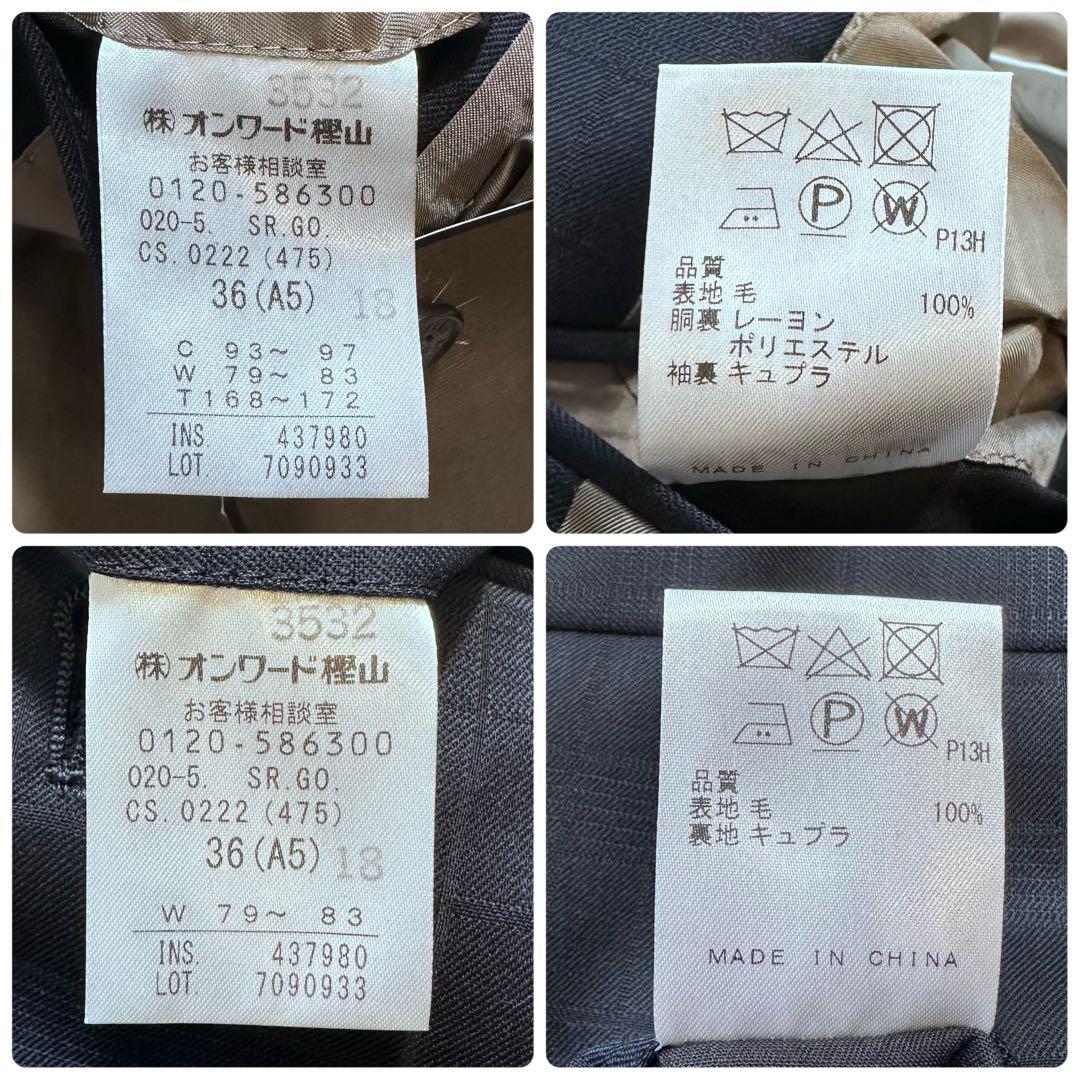 3532
㈱オンワード樫山
お客様相談室
0120-586300
020-5. SR.GO.
CS.0222(475)
36(A5) 18
C 93〜 97
W 79〜 83
T168〜172
INS. 437980
LOT. 7090933
P
W
P13H
品質
表地 毛 100%
胴裏 レーヨン
ポリエステル
袖裏 キュプラ
MADE IN CHINA
3532
㈱オンワード樫山
お客様相談室
0120-586300
020-5. SR.GO.
CS.0222(475)
36(A5) 18
W 79〜 83
INS. 437980
LOT. 7090933
P
W
P13H
品質
表地 毛 100%
裏地 キュプラ
MADE IN CHINA